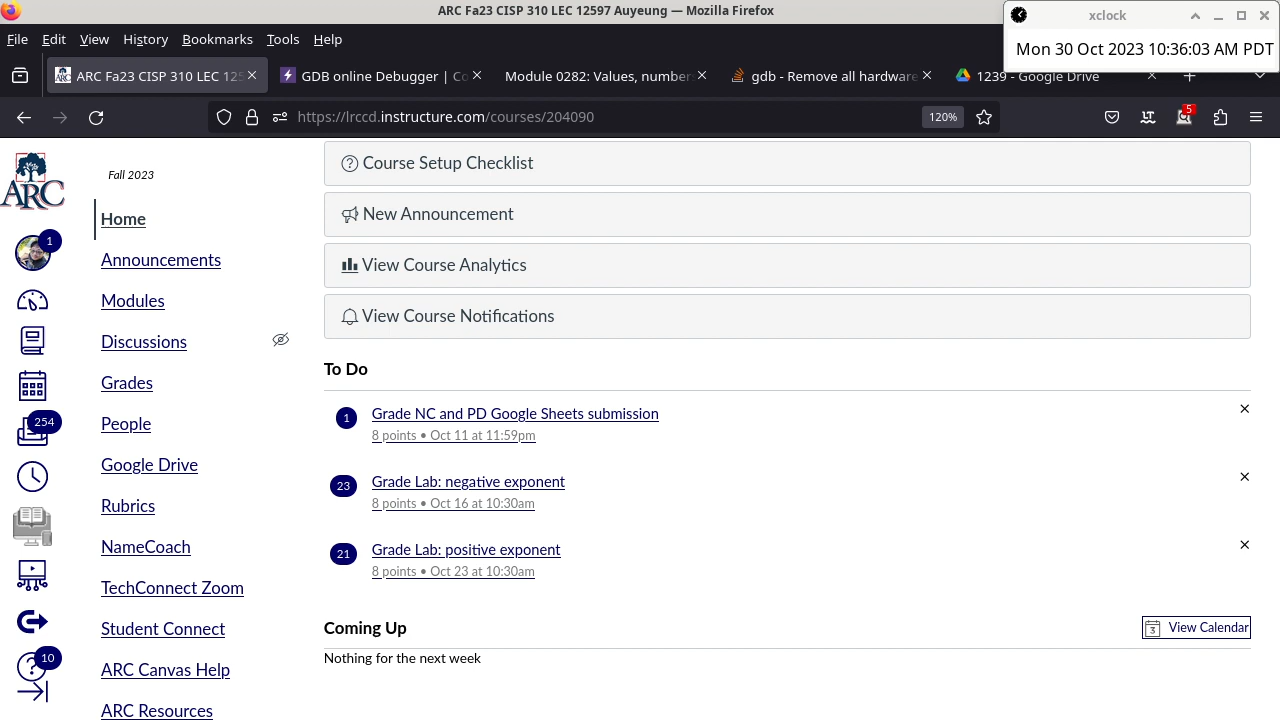 ARC Fa23 CISP 310 LEC 12597 Auyeung — Mozilla Firefox
xclock
Mon 30 Oct 2023 10:36:03 AM PDT
File Edit View History Bookmarks Tools Help
ARC Fa23 CISP 310 LEC 125
GDB online Debugger | Co
Module 0282: Values, number
gdb - Remove all hardware
1239 - Google Drive
https://lrccd.instructure.com/courses/204090
120%
5
ARC
1
254
10
Fall 2023
Home
Announcements
Modules
Discussions
Grades
People
Google Drive
Rubrics
NameCoach
TechConnect Zoom
Student Connect
ARC Canvas Help
ARC Resources
Course Setup Checklist
New Announcement
View Course Analytics
View Course Notifications
To Do
1 Grade NC and PD Google Sheets submission
8 points • Oct 11 at 11:59pm
23 Grade Lab: negative exponent
8 points • Oct 16 at 10:30am
21 Grade Lab: positive exponent
8 points • Oct 23 at 10:30am
Coming Up
3 View Calendar
Nothing for the next week